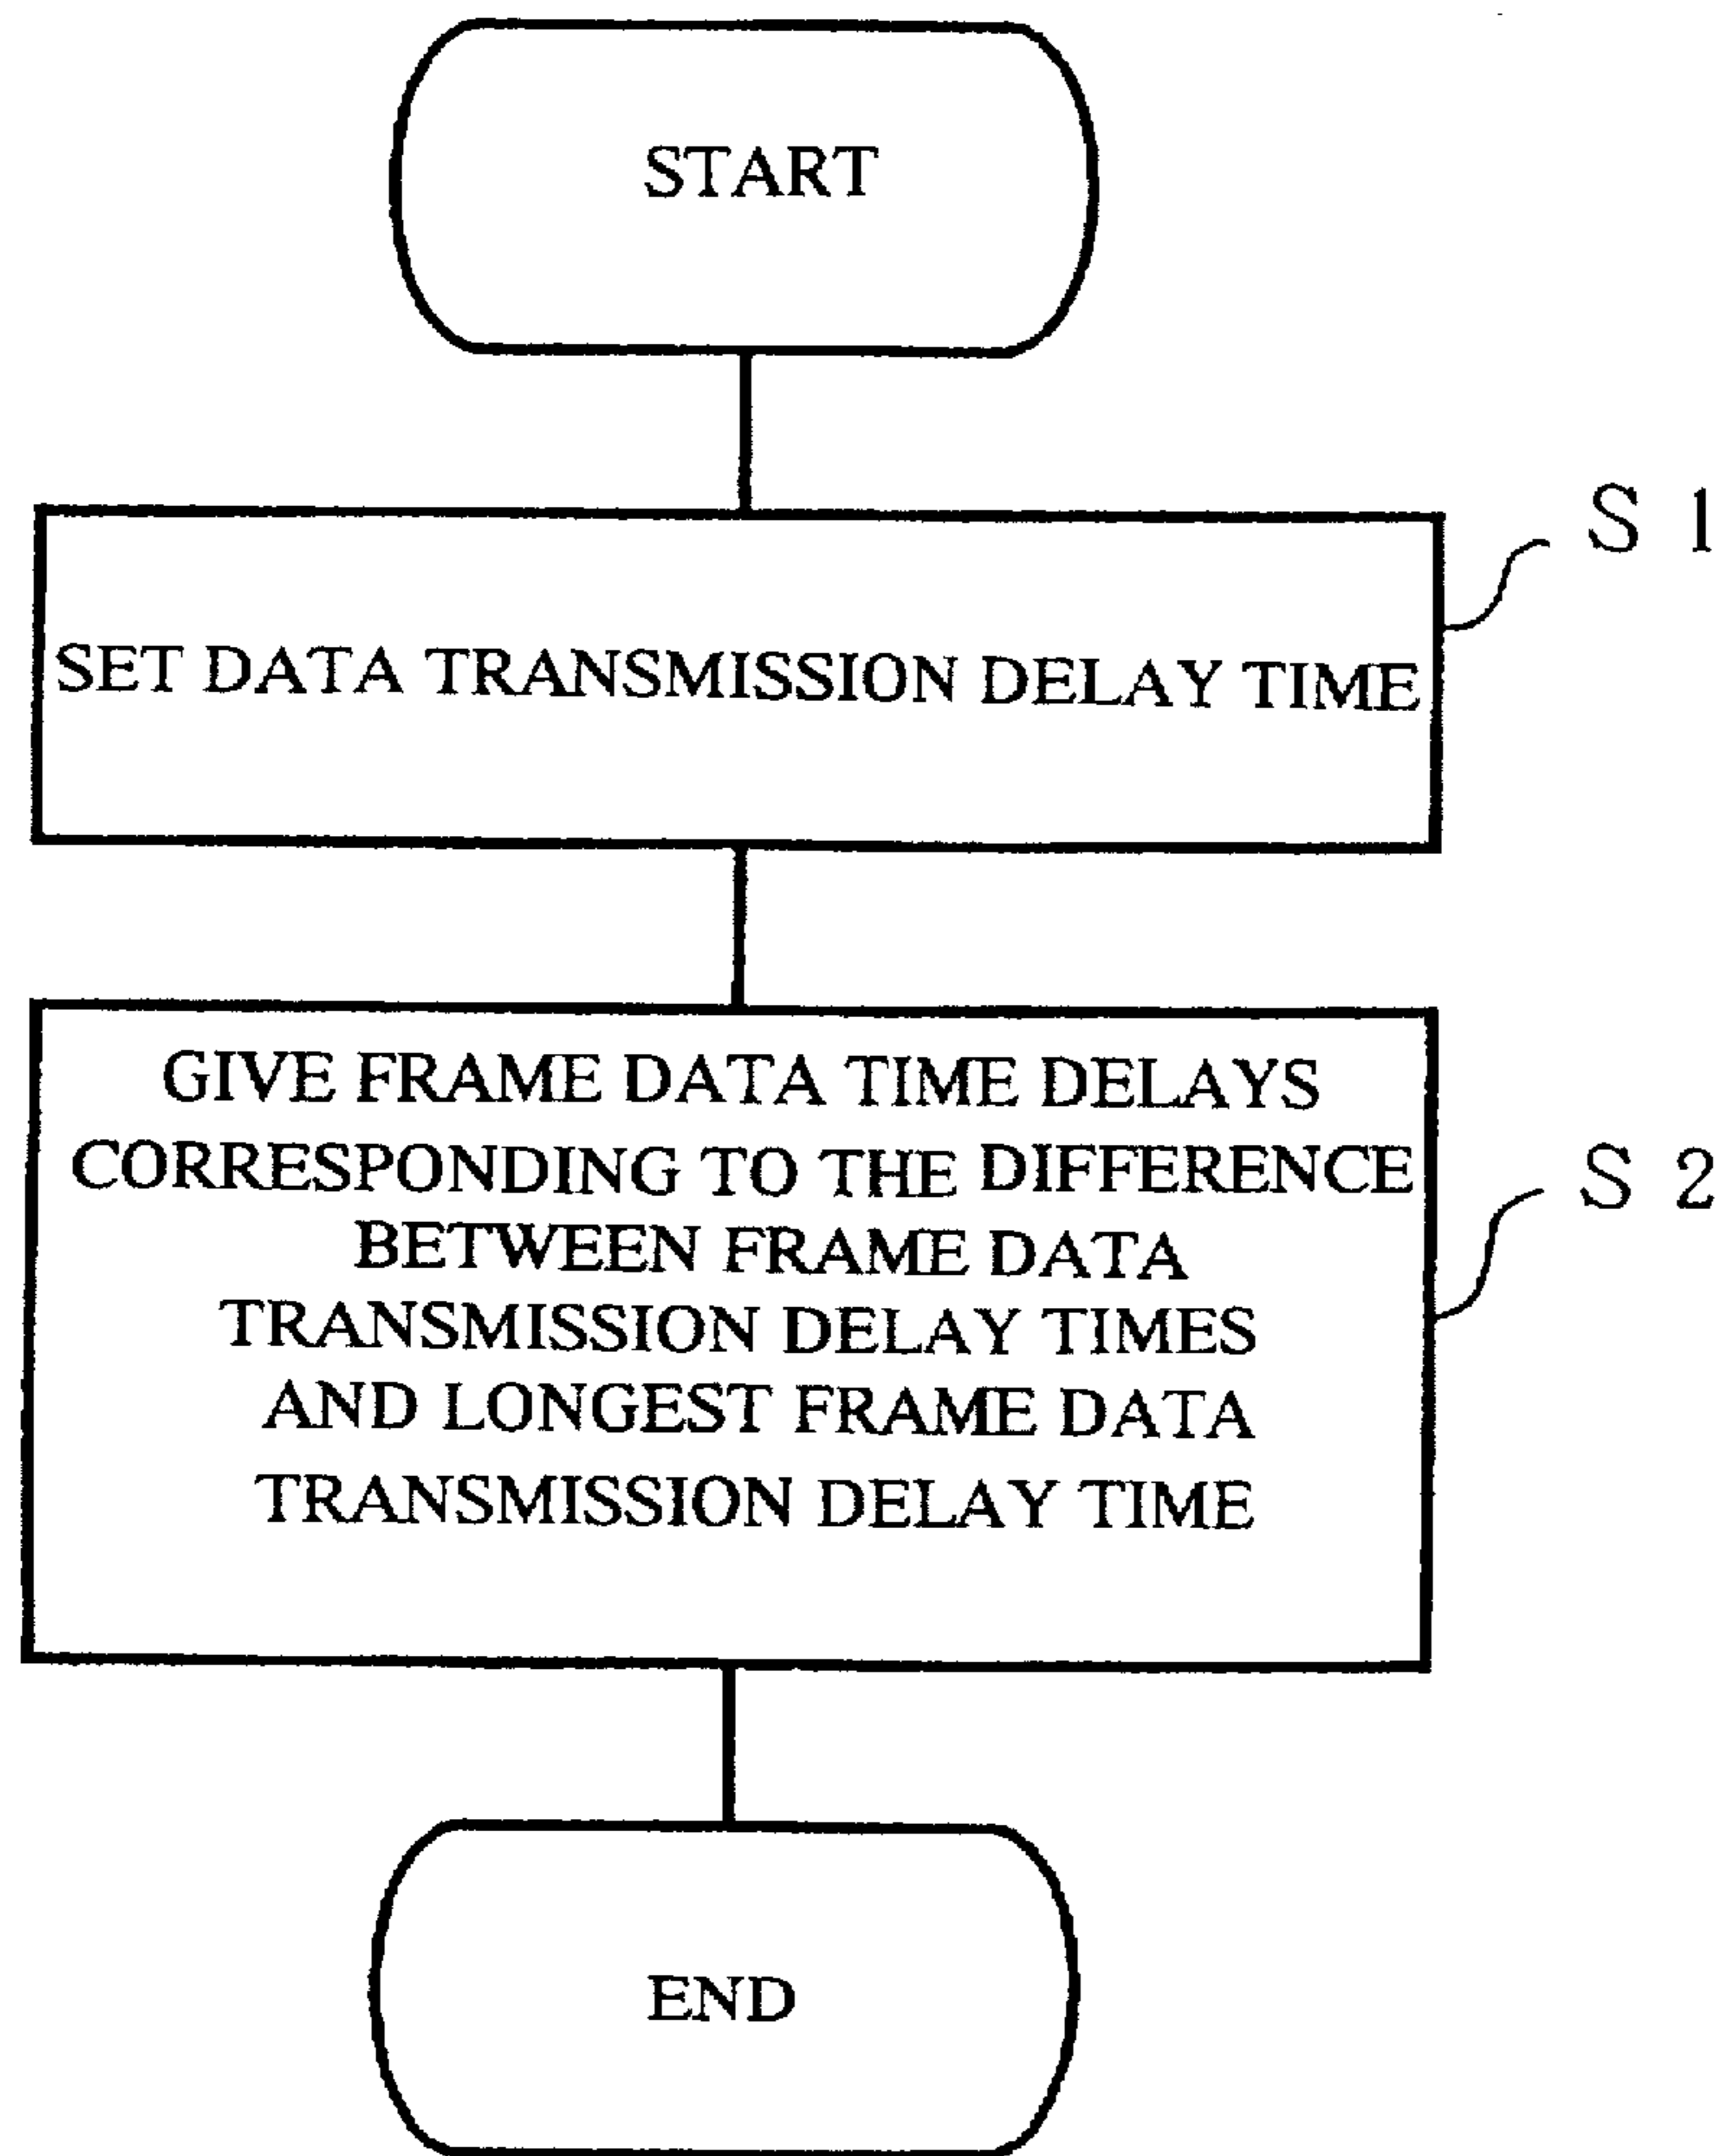 START
S 1
SET DATA TRANSMISSION DELAY TIME
GIVE FRAME DATA TIME DELAYS
CORRESPONDING TO THE DIFFERENCE
BETWEEN FRAME DATA
TRANSMISSION DELAY TIMES
AND LONGEST FRAME DATA
TRANSMISSION DELAY TIME
S 2
END